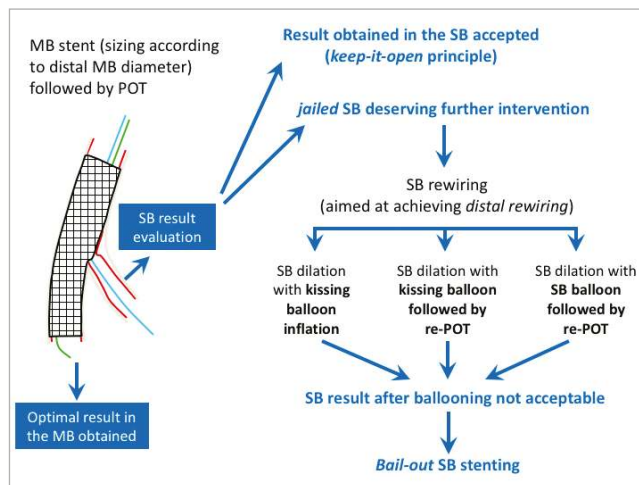 MB stent (sizing according
to distal MB diameter)
followed by POT
Result obtained in the SB accepted
(keep-it-open principle)
jailed SB deserving further intervention
SB rewiring
(aimed at achieving distal rewiring)
SB result
evaluation
SB dilation
with kissing
balloon
inflation
SB dilation with
kissing balloon
followed by
re-POT
SB dilation with
SB balloon
followed by
re-POT
Optimal result in
the MB obtained
SB result after ballooning not acceptable
Bail-out SB stenting